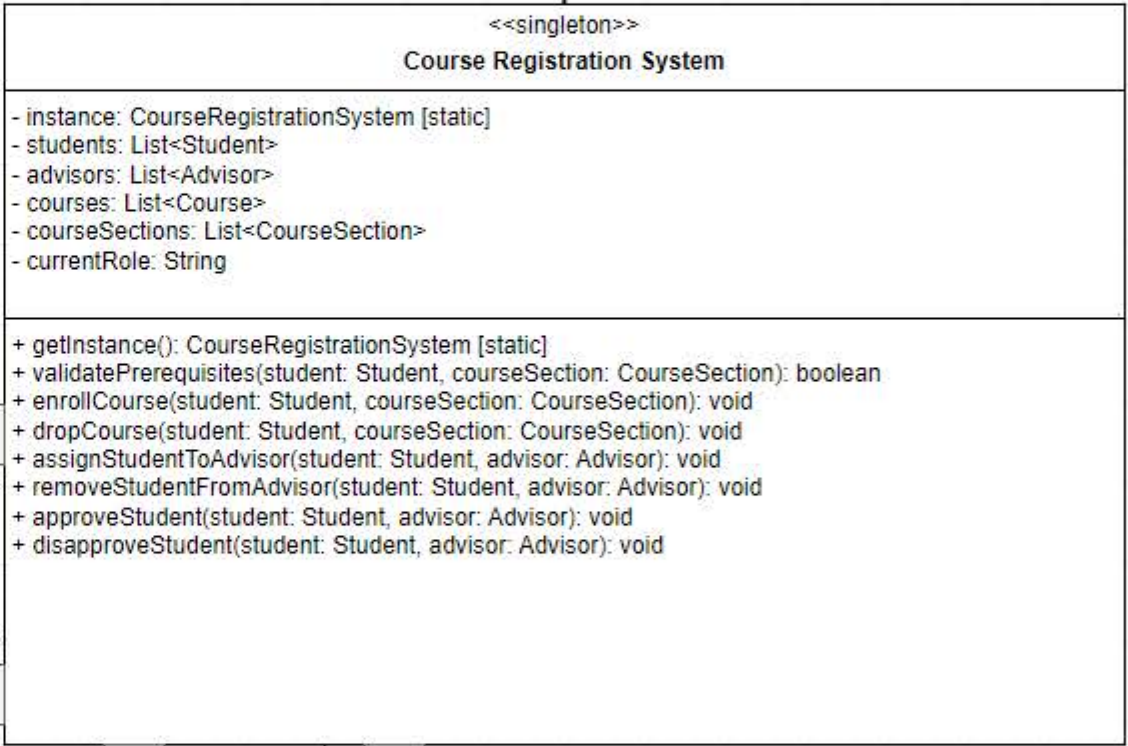 <<singleton>>
Course Registration System
- instance: CourseRegistrationSystem [static]
- students: List<Student>
- advisors: List<Advisor>
- courses: List<Course>
- courseSections: List<CourseSection>
- currentRole: String
+ getInstance(): CourseRegistrationSystem [static]
+ validatePrerequisites(student: Student, courseSection: CourseSection): boolean
+ enrollCourse(student: Student, courseSection: CourseSection): void
+ dropCourse(student: Student, courseSection: CourseSection): void
+ assignStudentToAdvisor(student: Student, advisor: Advisor): void
+ removeStudentFromAdvisor(student: Student, advisor: Advisor): void
+ approveStudent(student: Student, advisor: Advisor): void
+ disapproveStudent(student: Student, advisor: Advisor): void